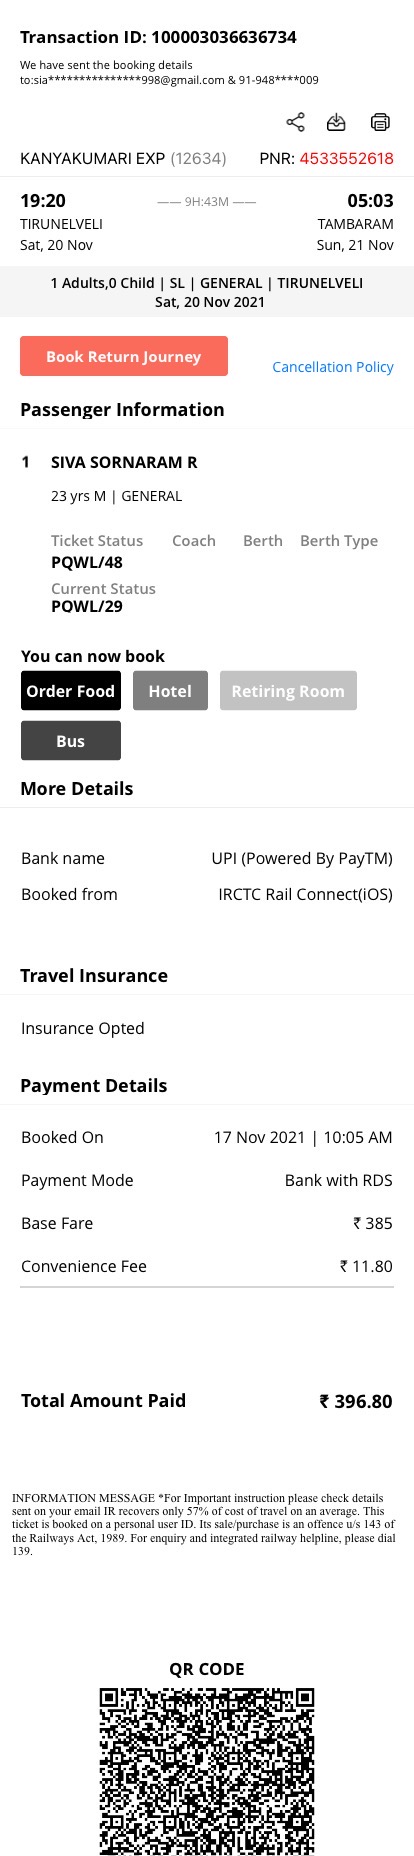 Transaction ID: 100003036636734
We have sent the booking details
to:sia***************998@gmail.com & 91-948****009
KANYAKUMARI EXP (12634) PNR: 4533552618
19:20 —— 9H:43M —— 05:03
TIRUNELVELI TAMBARAM
Sat, 20 Nov Sun, 21 Nov
1 Adults,0 Child | SL | GENERAL | TIRUNELVELI
Sat, 20 Nov 2021
Book Return Journey Cancellation Policy
Passenger Information
1 SIVA SORNARAM R
23 yrs M | GENERAL
Ticket Status Coach Berth Berth Type
PQWL/48
Current Status
PQWL/29
You can now book
Order Food Hotel Retiring Room
Bus
More Details
Bank name UPI (Powered By PayTM)
Booked from IRCTC Rail Connect(iOS)
Travel Insurance
Insurance Opted
Payment Details
Booked On 17 Nov 2021 | 10:05 AM
Payment Mode Bank with RDS
Base Fare ₹ 385
Convenience Fee ₹ 11.80
Total Amount Paid ₹ 396.80
INFORMATION MESSAGE *For Important instruction please check details
sent on your email IR recovers only 57% of cost of travel on an average. This
ticket is booked on a personal user ID. Its sale/purchase is an offence u/s 143 of
the Railways Act, 1989. For enquiry and integrated railway helpline, please dial
139.
QR CODE